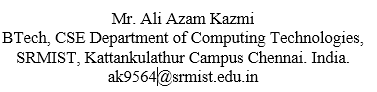 Mr. Ali Azam Kazmi
BTech, CSE Department of Computing Technologies,
SRMIST, Kattankulathur Campus Chennai. India.
ak9564@srmist.edu.in